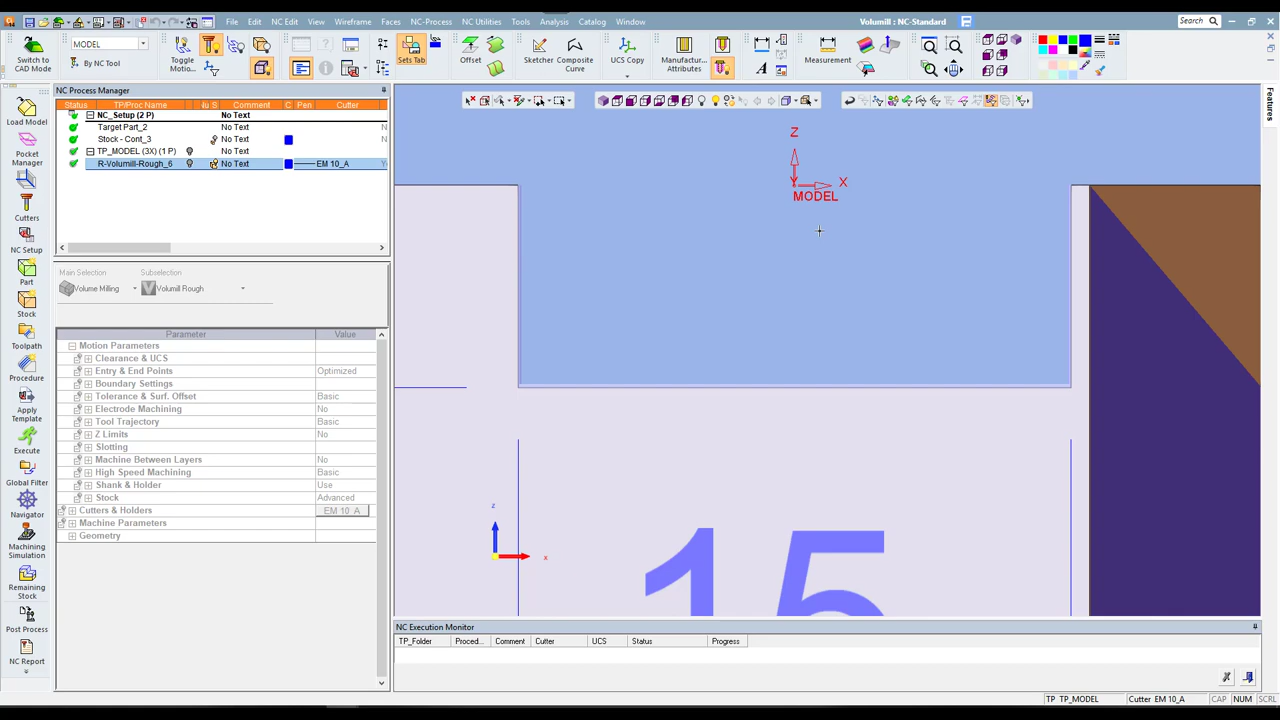 File Edit NC Edit View Wireframe Faces NC-Process NC Utilities Tools Analysis Catalog Window Volumill : NC-Standard Search
Switch to CAD Mode
MODEL
By NC Tool
Toggle Motion...
Sets Tab
Offset
Sketcher
Composite Curve
UCS Copy
Manufactur... Attributes
Measurement
NC Process Manager
Status TP/Proc Name Nu S Comment C Pen Cutter
NC_Setup (2 P) No Text
Target Part_2 No Text N
Stock - Cont_3 No Text
TP_MODEL (3X) (1 P) No Text
R-Volumill-Rough_6 No Text EM 10_A
Load Model
Pocket Manager
Cutters
NC Setup
Part
Stock
Toolpath
Procedure
Apply Template
Execute
Global Filter
Navigator
Machining Simulation
Remaining Stock
Post Process
NC Report
Main Selection Subselection
Volume Milling Volumill Rough
Parameter Value
Motion Parameters
Clearance & UCS
Entry & End Points Optimized
Boundary Settings
Tolerance & Surf. Offset Basic
Electrode Machining No
Tool Trajectory Basic
Z Limits No
Slotting
Machine Between Layers No
High Speed Machining Basic
Shank & Holder Use
Stock Advanced
Cutters & Holders EM 10_A
Machine Parameters
Geometry
Z
X
MODEL
z
x
15
Features
NC Execution Monitor
TP_Folder Proced... Comment Cutter UCS Status Progress
TP TP_MODEL Cutter EM 10_A CAP NUM SCRL